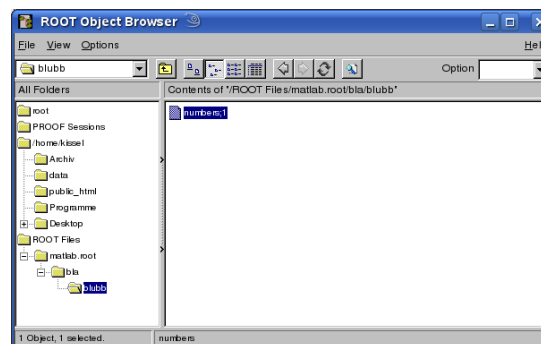 ROOT Object Browser
File View Options Hel
blubb Option
All Folders Contents of "/ROOT Files/matlab.root/bla/blubb"
root numbers;1
PROOF Sessions
/home/kissel
Archiv
data
public_html
Programme
Desktop
ROOT Files
matlab.root
bla
blubb
1 Object, 1 selected. numbers